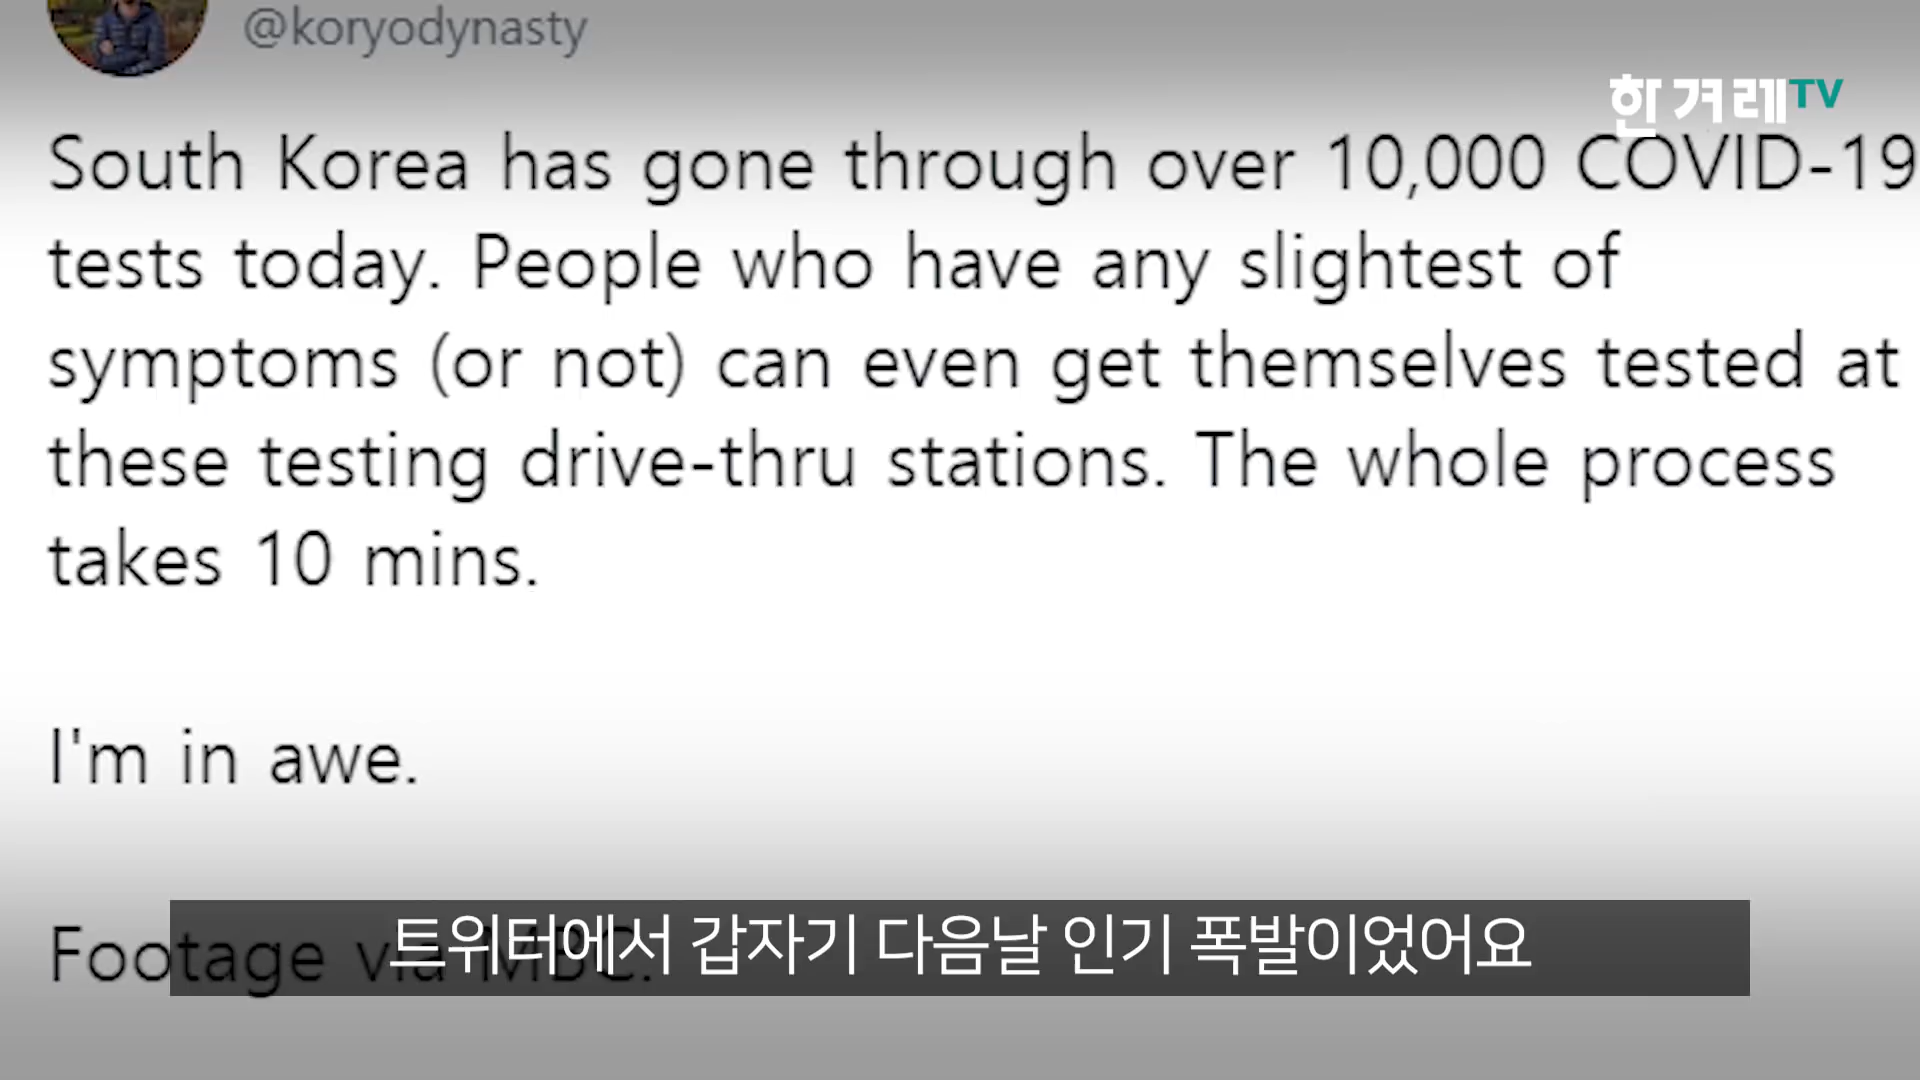 @koryodynasty
한겨레TV
South Korea has gone through over 10,000 COVID-19
tests today. People who have any slightest of
symptoms (or not) can even get themselves tested at
these testing drive-thru stations. The whole process
takes 10 mins.
I'm in awe.
Footage via MBC.
트위터에서 갑자기 다음날 인기 폭발이었어요